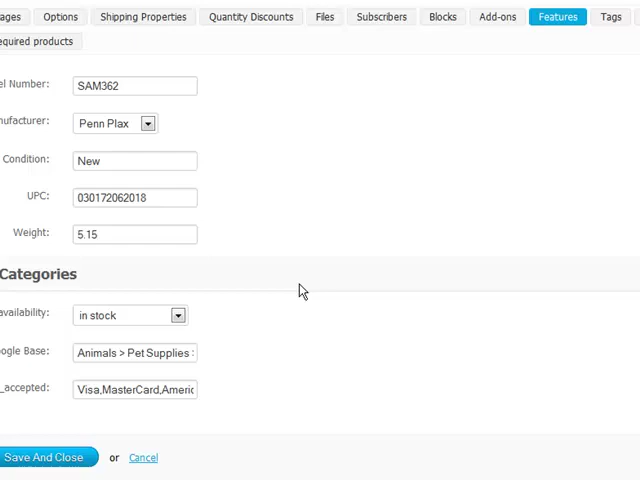 ages Options Shipping Properties Quantity Discounts Files Subscribers Blocks Add-ons Features Tags
equired products
el Number: SAM362
nufacturer: Penn Plax
Condition: New
UPC: 030172062018
Weight: 5.15
Categories
availability: in stock
ogle Base: Animals > Pet Supplies
_accepted: Visa,MasterCard,Americ
Save And Close or Cancel